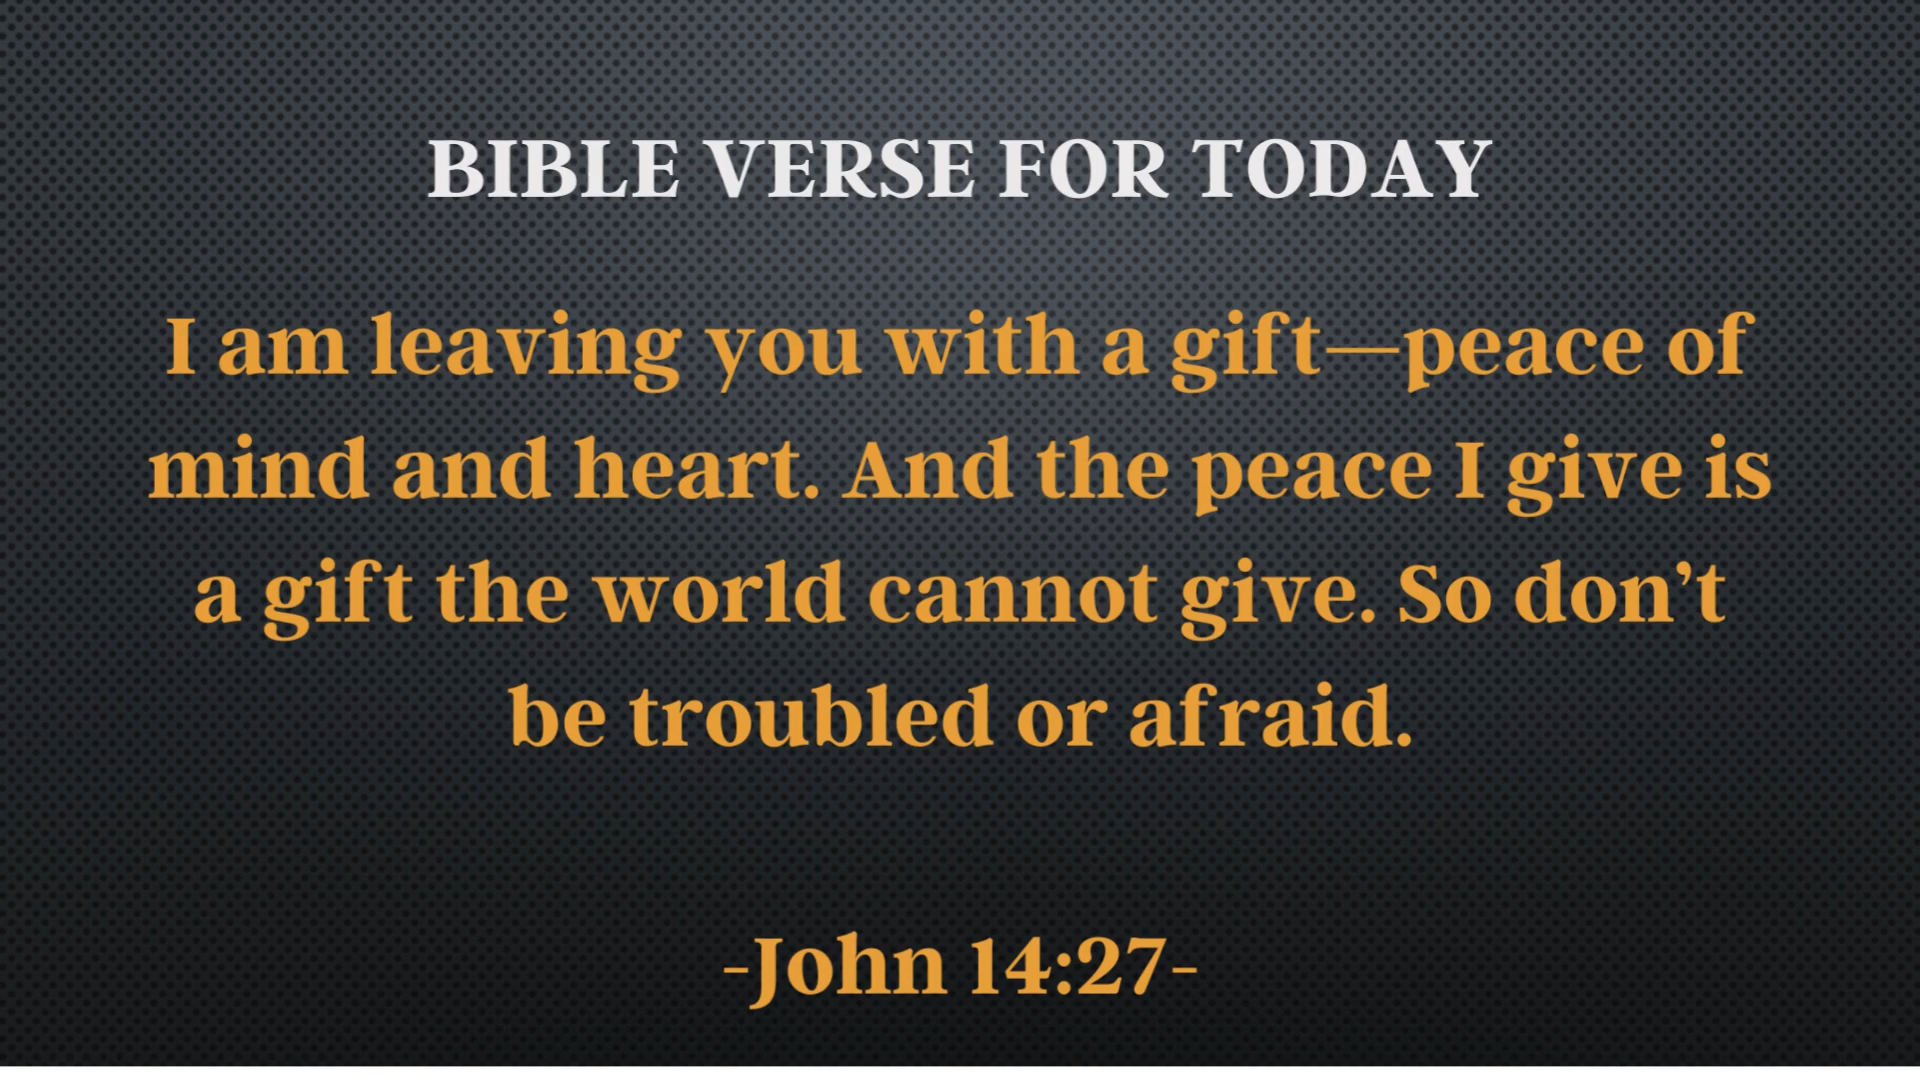 BIBLE VERSE FOR TODAY
I am leaving you with a gift—peace of
mind and heart. And the peace I give is
a gift the world cannot give. So don’t
be troubled or afraid.
-John 14:27-